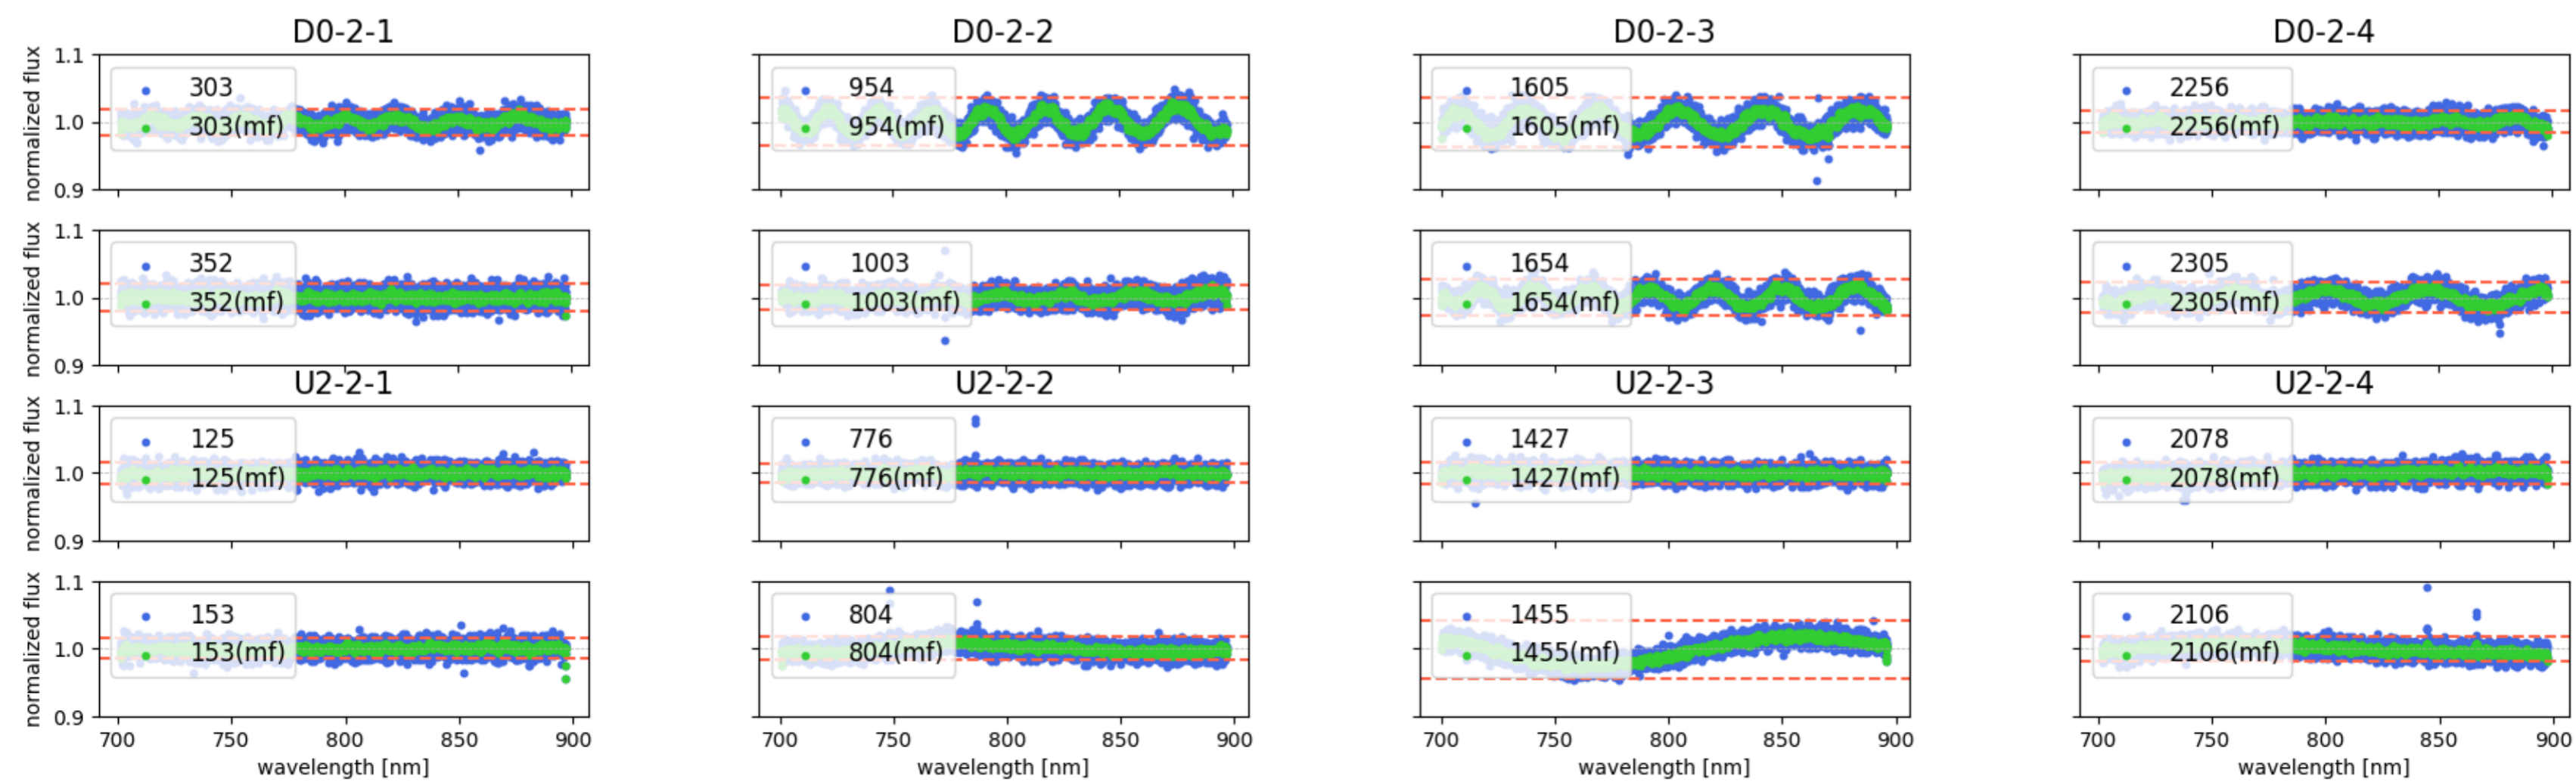 D0-2-1
D0-2-2
D0-2-3
D0-2-4
normalized flux
1.1
1.0
0.9
303
303(mf)
954
954(mf)
1605
1605(mf)
2256
2256(mf)
normalized flux
1.1
1.0
0.9
352
352(mf)
1003
1003(mf)
1654
1654(mf)
2305
2305(mf)
U2-2-1
U2-2-2
U2-2-3
U2-2-4
normalized flux
1.1
1.0
0.9
125
125(mf)
776
776(mf)
1427
1427(mf)
2078
2078(mf)
normalized flux
1.1
1.0
0.9
153
153(mf)
804
804(mf)
1455
1455(mf)
2106
2106(mf)
700 750 800 850 900
700 750 800 850 900
700 750 800 850 900
700 750 800 850 900
wavelength [nm]
wavelength [nm]
wavelength [nm]
wavelength [nm]